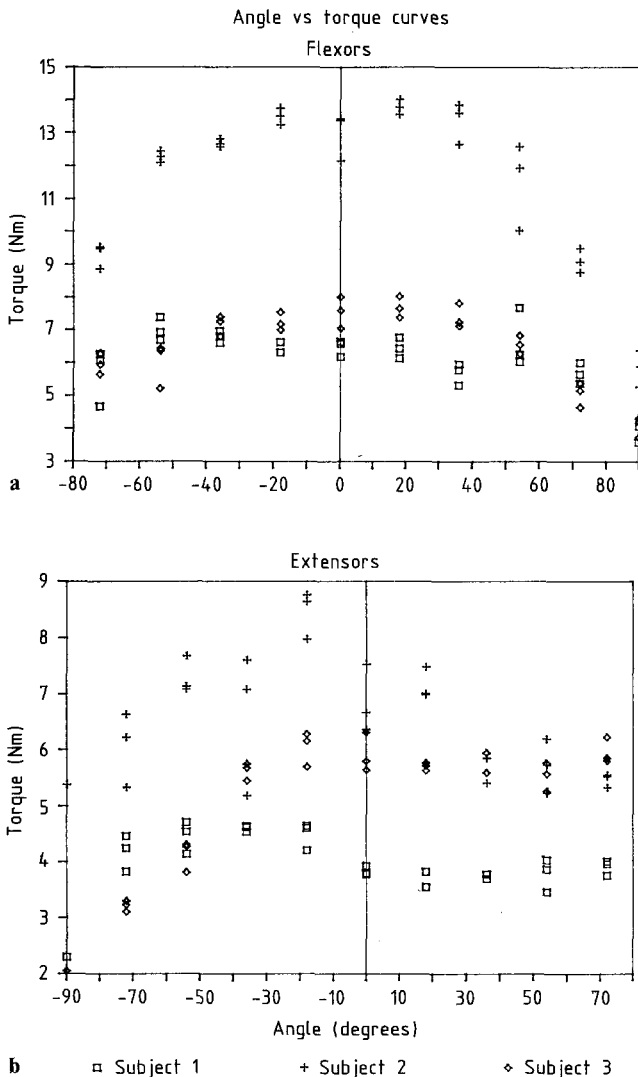 Angle vs torque curves
Flexors
15
13
11
9
7
5
3
Torque (Nm)
-80 -60 -40 -20 0 20 40 60 80
a
Extensors
9
8
7
6
5
4
3
2
Torque (Nm)
-90 -70 -50 -30 -10 10 30 50 70
Angle (degrees)
b
Subject 1 Subject 2 Subject 3